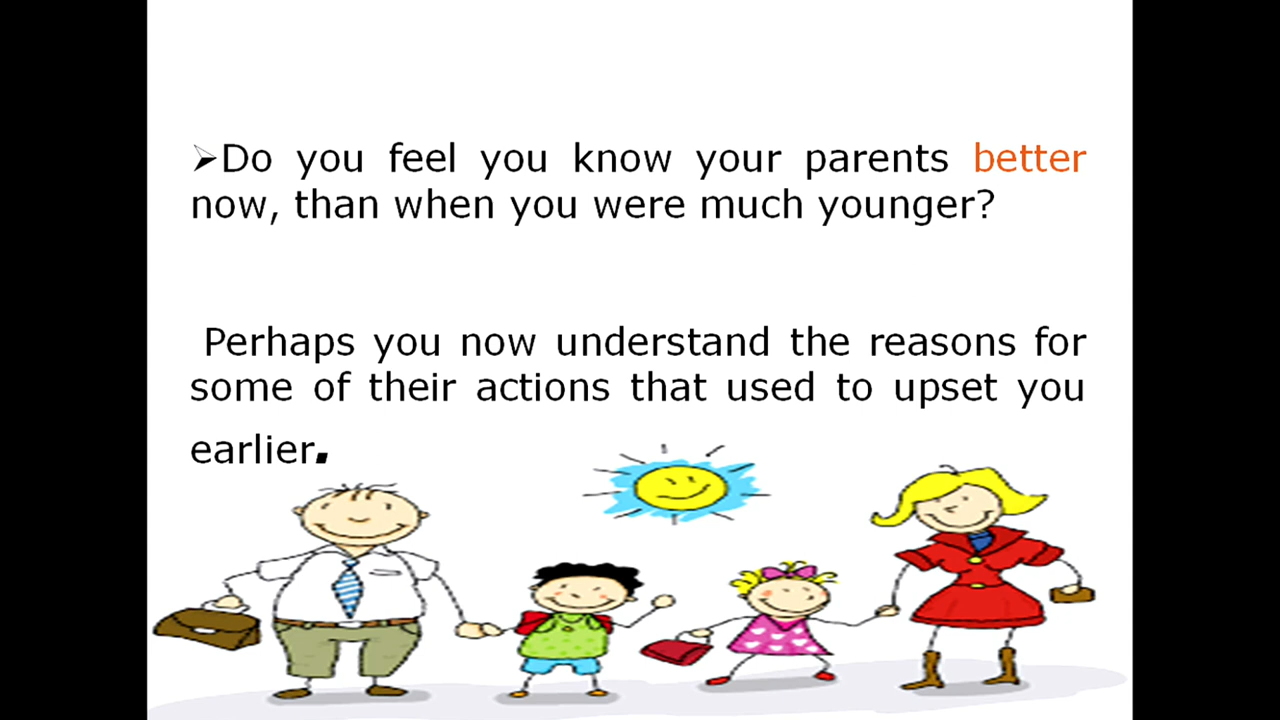 ➢Do you feel you know your parents better
now, than when you were much younger?
Perhaps you now understand the reasons for
some of their actions that used to upset you
earlier.